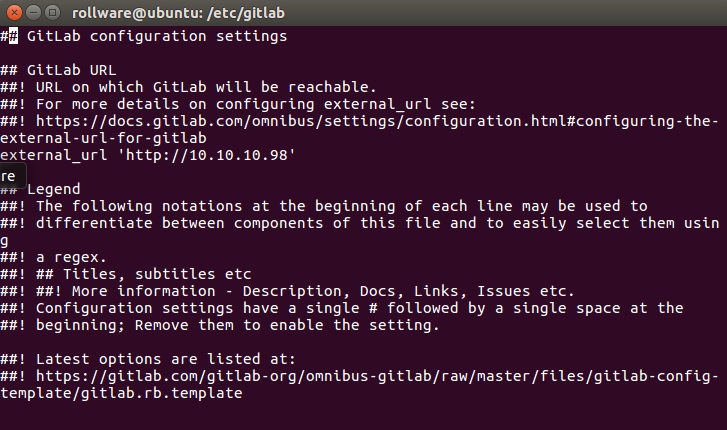 rollware@ubuntu: /etc/gitlab
## GitLab configuration settings
## GitLab URL
##! URL on which GitLab will be reachable.
##! For more details on configuring external_url see:
##! https://docs.gitlab.com/omnibus/settings/configuration.html#configuring-the-
external-url-for-gitlab
external_url 'http://10.10.10.98'
re
## Legend
##! The following notations at the beginning of each line may be used to
##! differentiate between components of this file and to easily select them usin
g
##! a regex.
##! ## Titles, subtitles etc
##! ##! More information - Description, Docs, Links, Issues etc.
##! Configuration settings have a single # followed by a single space at the
##! beginning; Remove them to enable the setting.
##! Latest options are listed at:
##! https://gitlab.com/gitlab-org/omnibus-gitlab/raw/master/files/gitlab-config-
template/gitlab.rb.template